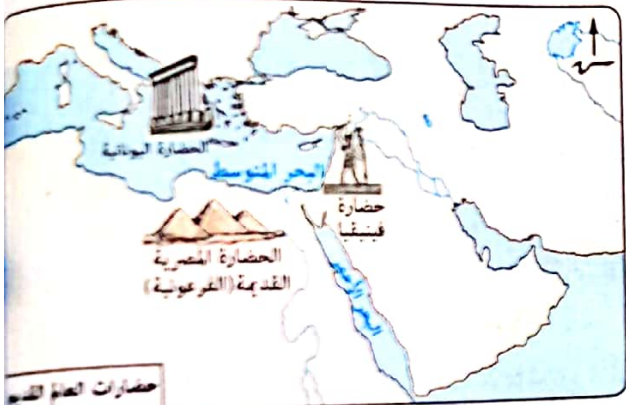 الحضارة اليونانية
البحر المتوسط
حضارة
فينيقيا
الحضارة المصرية
القديمة (الفرعونية)
البحر الأحمر
حضارات العالم القديم